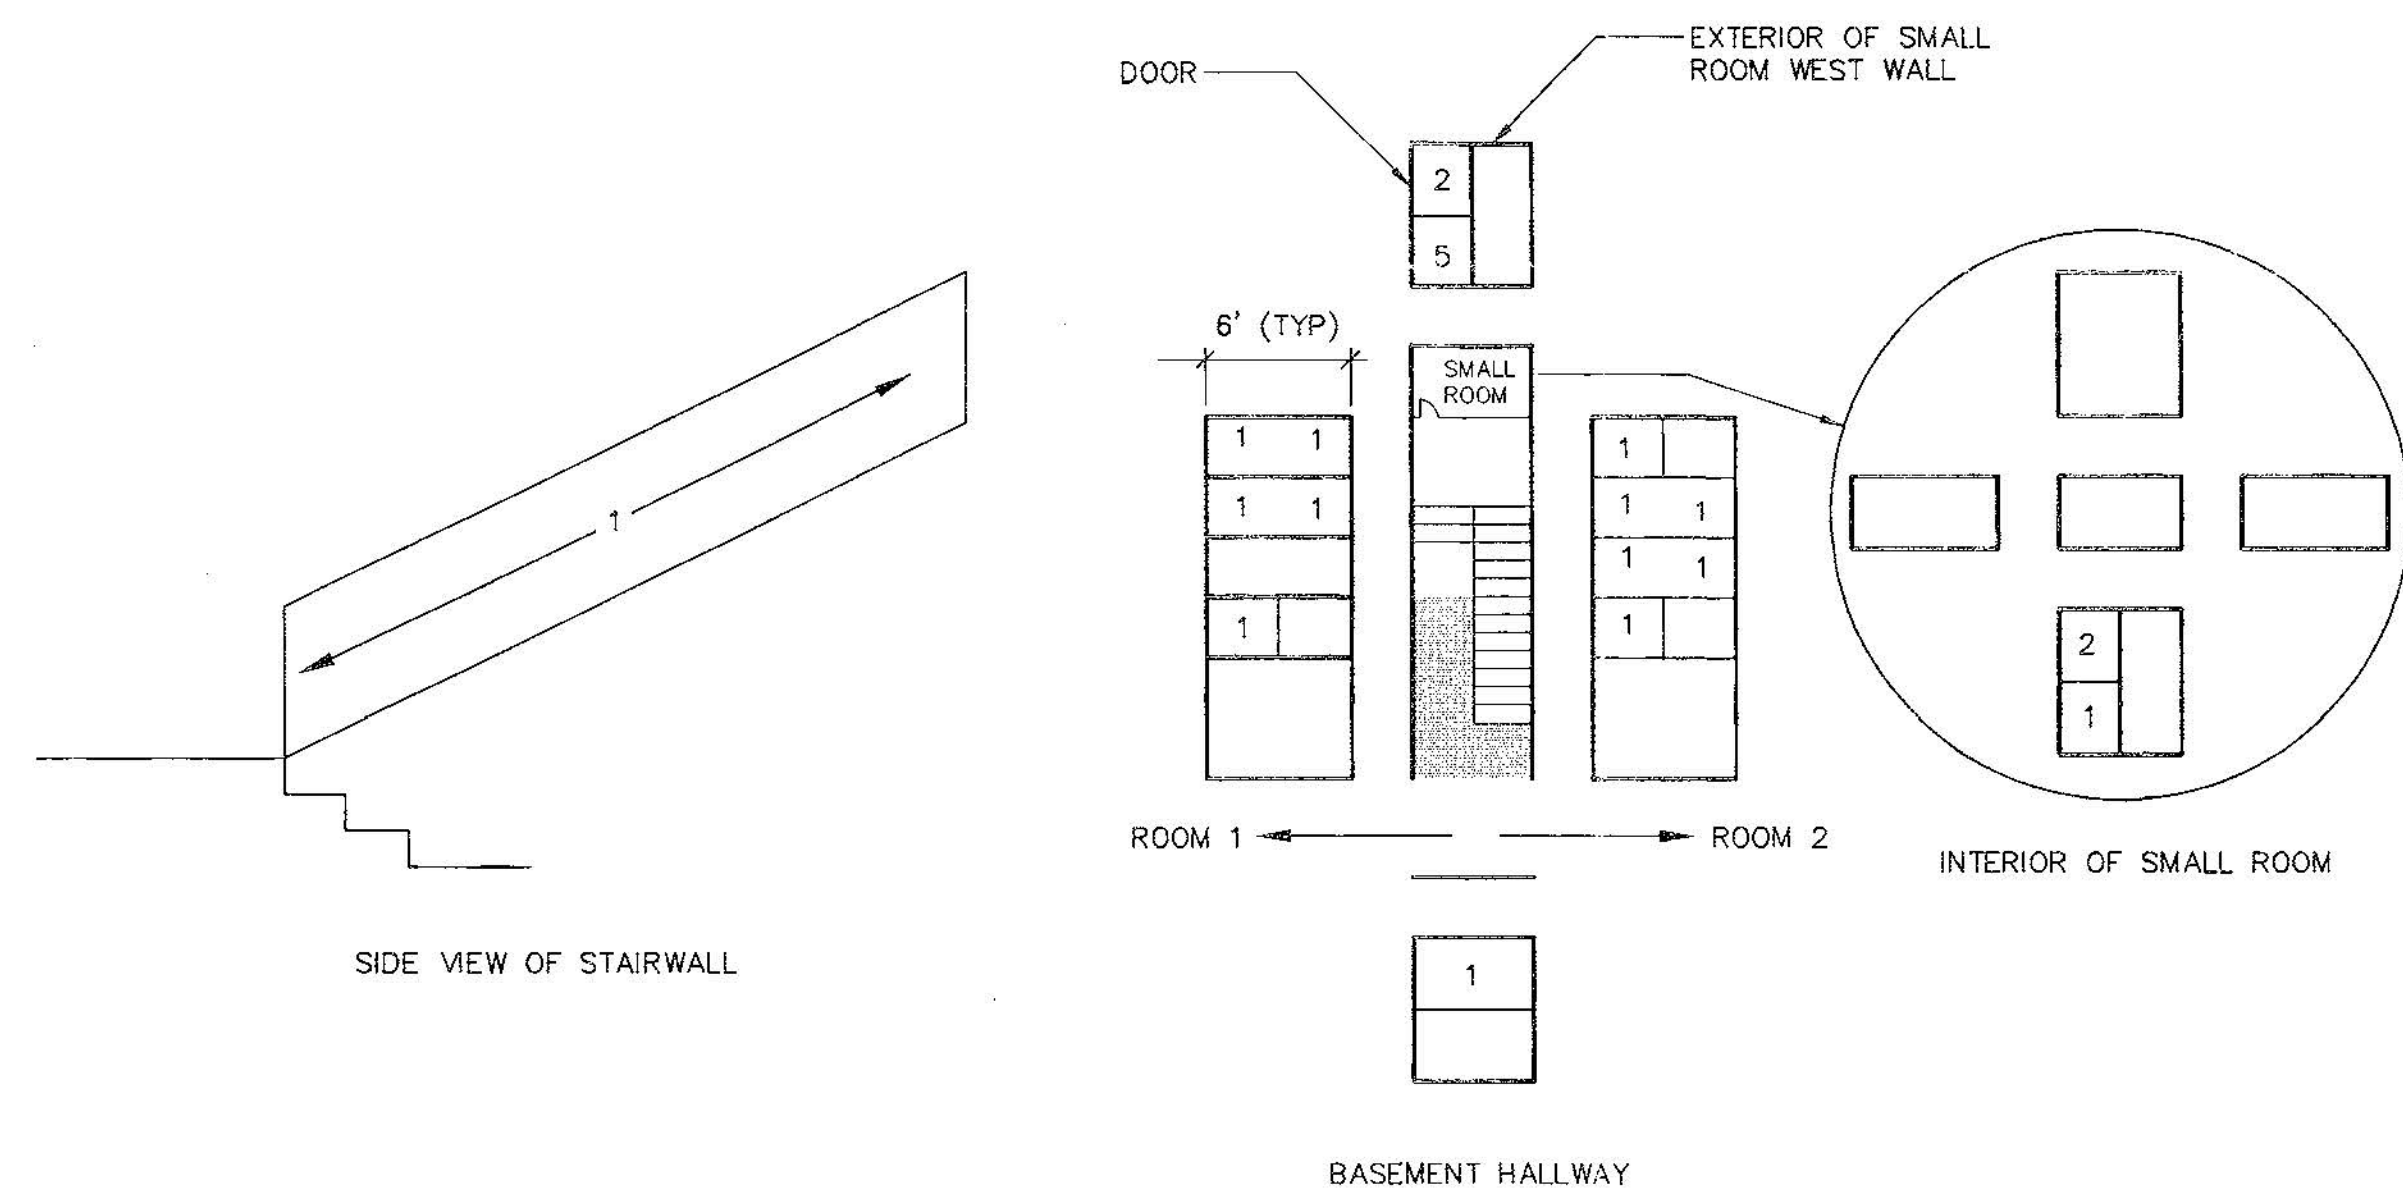 EXTERIOR OF SMALL
ROOM WEST WALL
DOOR
2
5
6' (TYP)
SMALL
ROOM
1 1
1 1
1
1
1 1
1 1
1
1
2
1
ROOM 1
ROOM 2
INTERIOR OF SMALL ROOM
SIDE VIEW OF STAIRWALL
1
BASEMENT HALLWAY